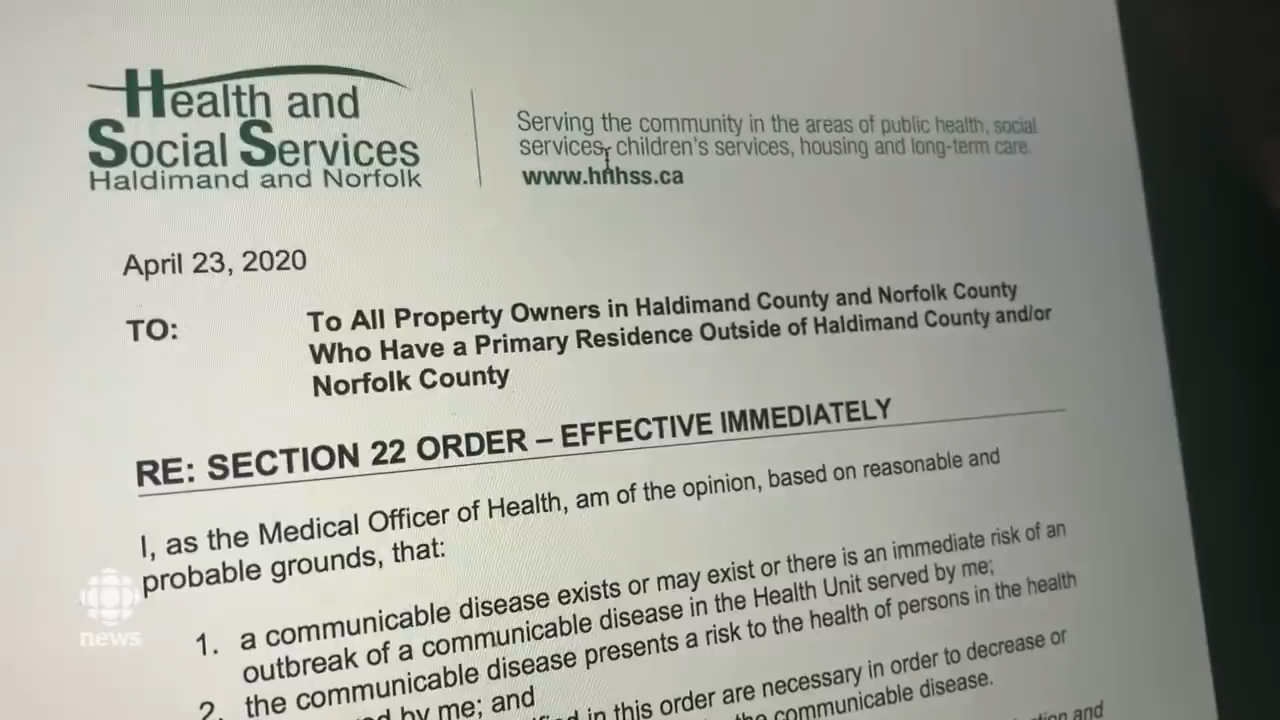 Health and
Social Services
Haldimand and Norfolk
Serving the community in the areas of public health, social
services, children's services, housing and long-term care.
www.hnhss.ca
April 23, 2020
TO:
To All Property Owners in Haldimand County and Norfolk County
Who Have a Primary Residence Outside of Haldimand County and/or
Norfolk County
RE: SECTION 22 ORDER – EFFECTIVE IMMEDIATELY
I, as the Medical Officer of Health, am of the opinion, based on reasonable and
probable grounds, that:
1. a communicable disease exists or may exist or there is an immediate risk of an
outbreak of a communicable disease in the Health Unit served by me;
2. the communicable disease presents a risk to the health of persons in the health
by me; and
in this order are necessary in order to decrease or
the communicable disease.
and
news